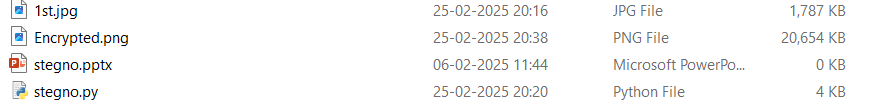 1st.jpg 25-02-2025 20:16 JPG File 1,787 KB
Encrypted.png 25-02-2025 20:38 PNG File 20,654 KB
stegno.pptx 06-02-2025 11:44 Microsoft PowerPo... 0 KB
stegno.py 25-02-2025 20:20 Python File 4 KB